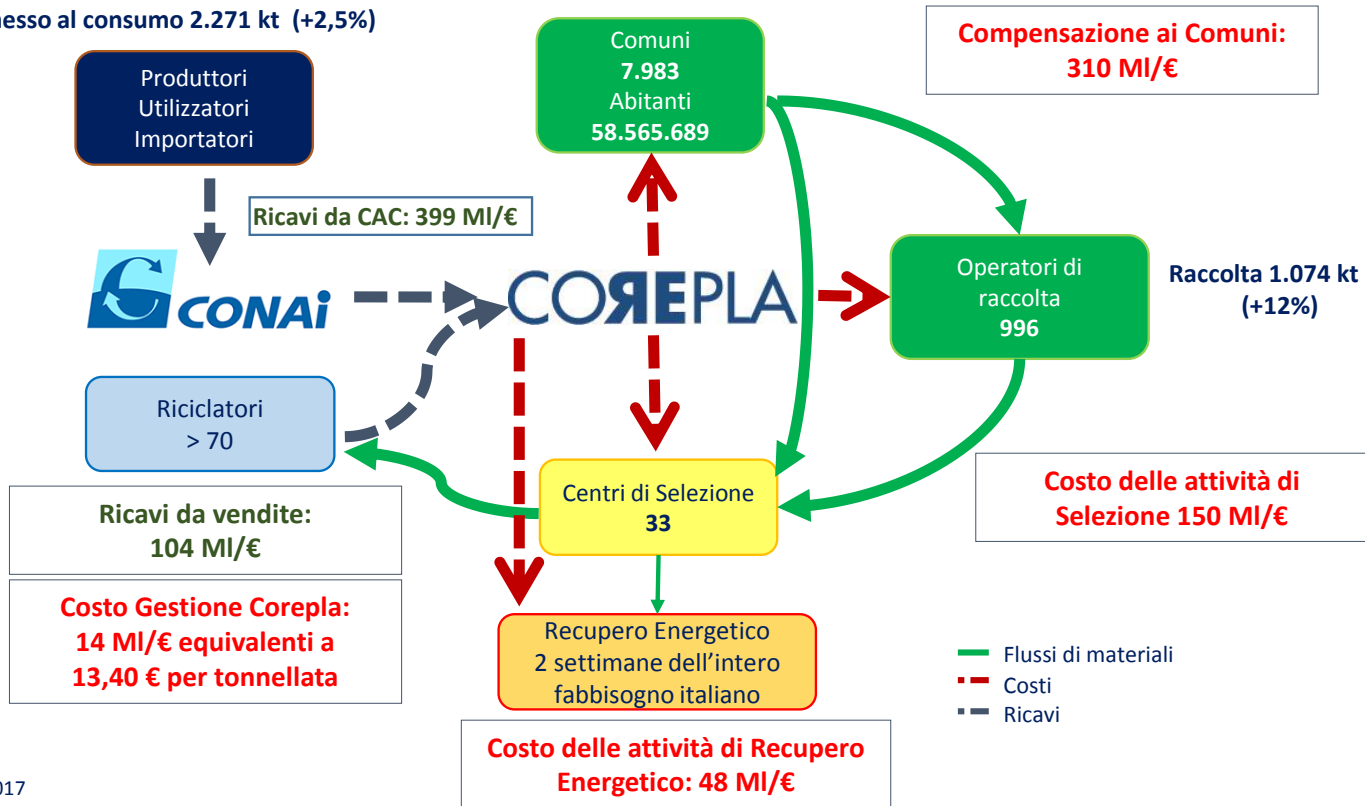 al consumo 2.271 kt (+2,5%)
Produttori
Utilizzatori
Importatori
Comuni
7.983
Abitanti
58.565.689
Compensazione ai Comuni:
310 Ml/€
Ricavi da CAC: 399 Ml/€
CONAi
COREPLA
Operatori di
raccolta
996
Raccolta 1.074 kt
(+12%)
Riciclatori
> 70
Centri di Selezione
33
Costo delle attività di
Selezione 150 Ml/€
Ricavi da vendite:
104 Ml/€
Costo Gestione Corepla:
14 Ml/€ equivalenti a
13,40 € per tonnellata
Recupero Energetico
2 settimane dell’intero
fabbisogno italiano
Flussi di materiali
Costi
Ricavi
Costo delle attività di Recupero
Energetico: 48 Ml/€